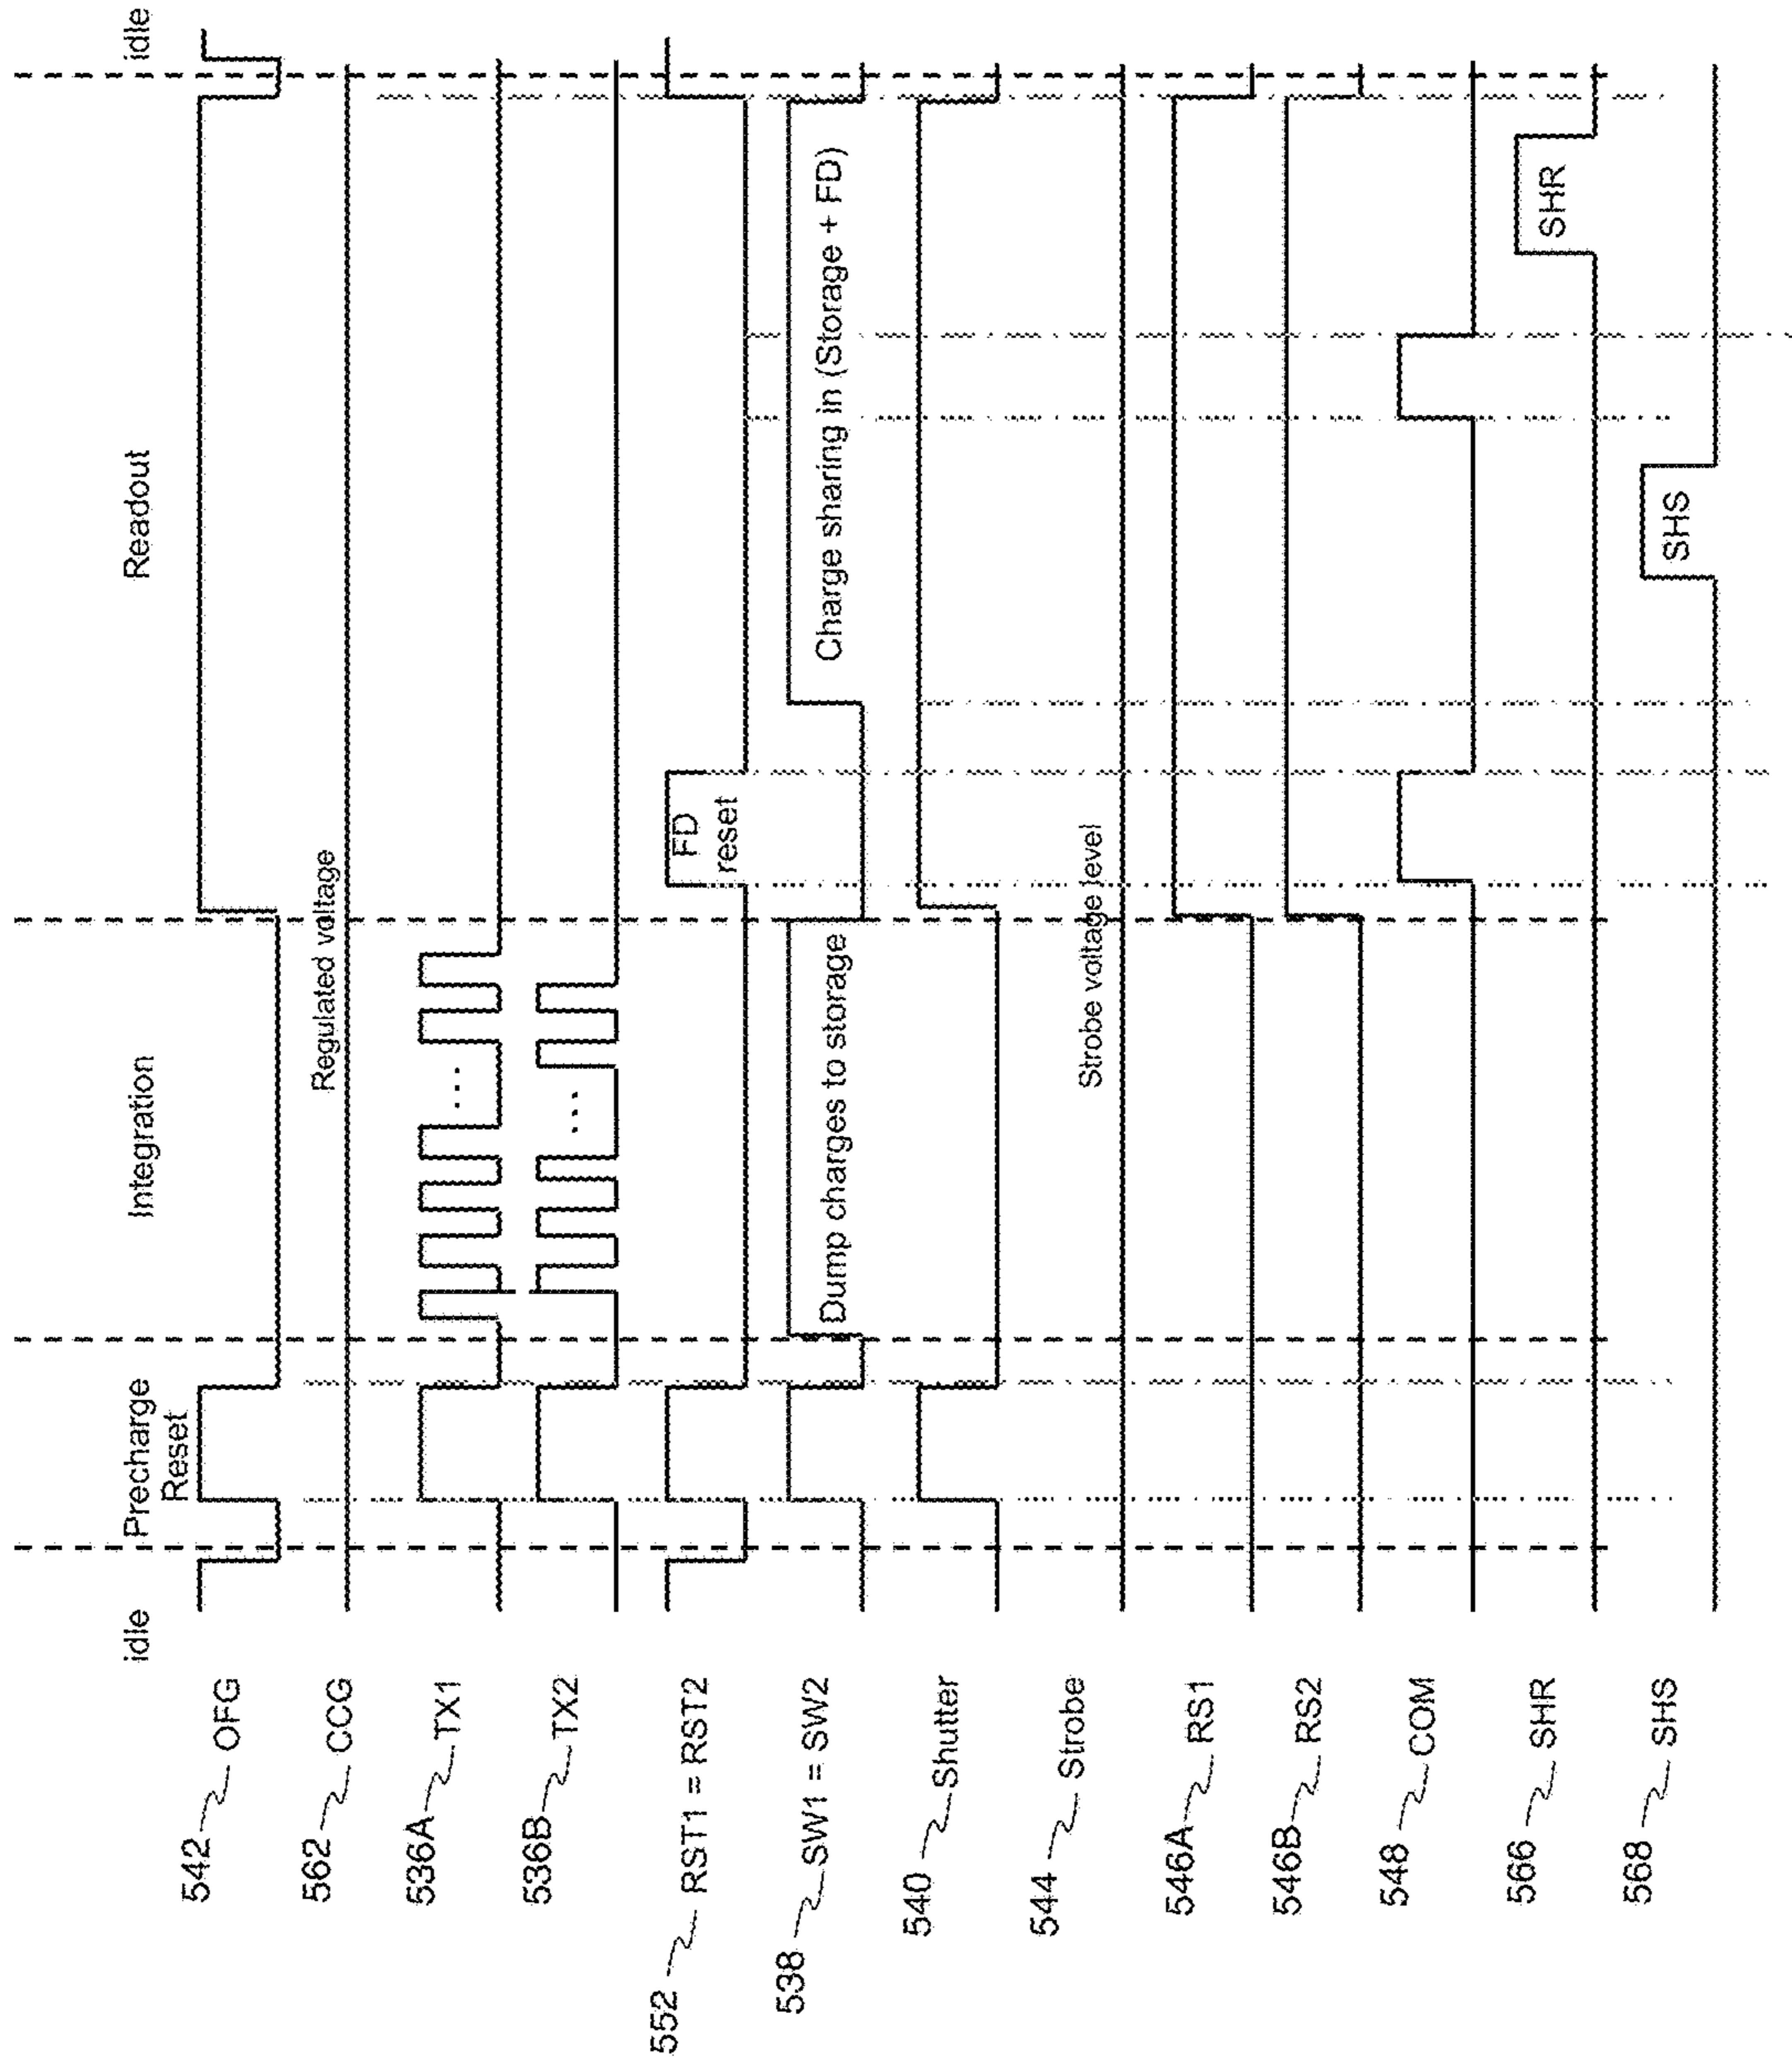 idle
Precharge
Reset
Integration
Readout
idle
542 OFG
562 CCG
Regulated voltage
536A TX1
...
536B TX2
...
552 RST1 = RST2
FD
reset
538 SW1 = SW2
Dump charges to storage
Charge sharing in (Storage + FD)
540 Shutter
544 Strobe
Strobe voltage level
546A RS1
546B RS2
548 COM
566 SHR
SHR
568 SHS
SHS